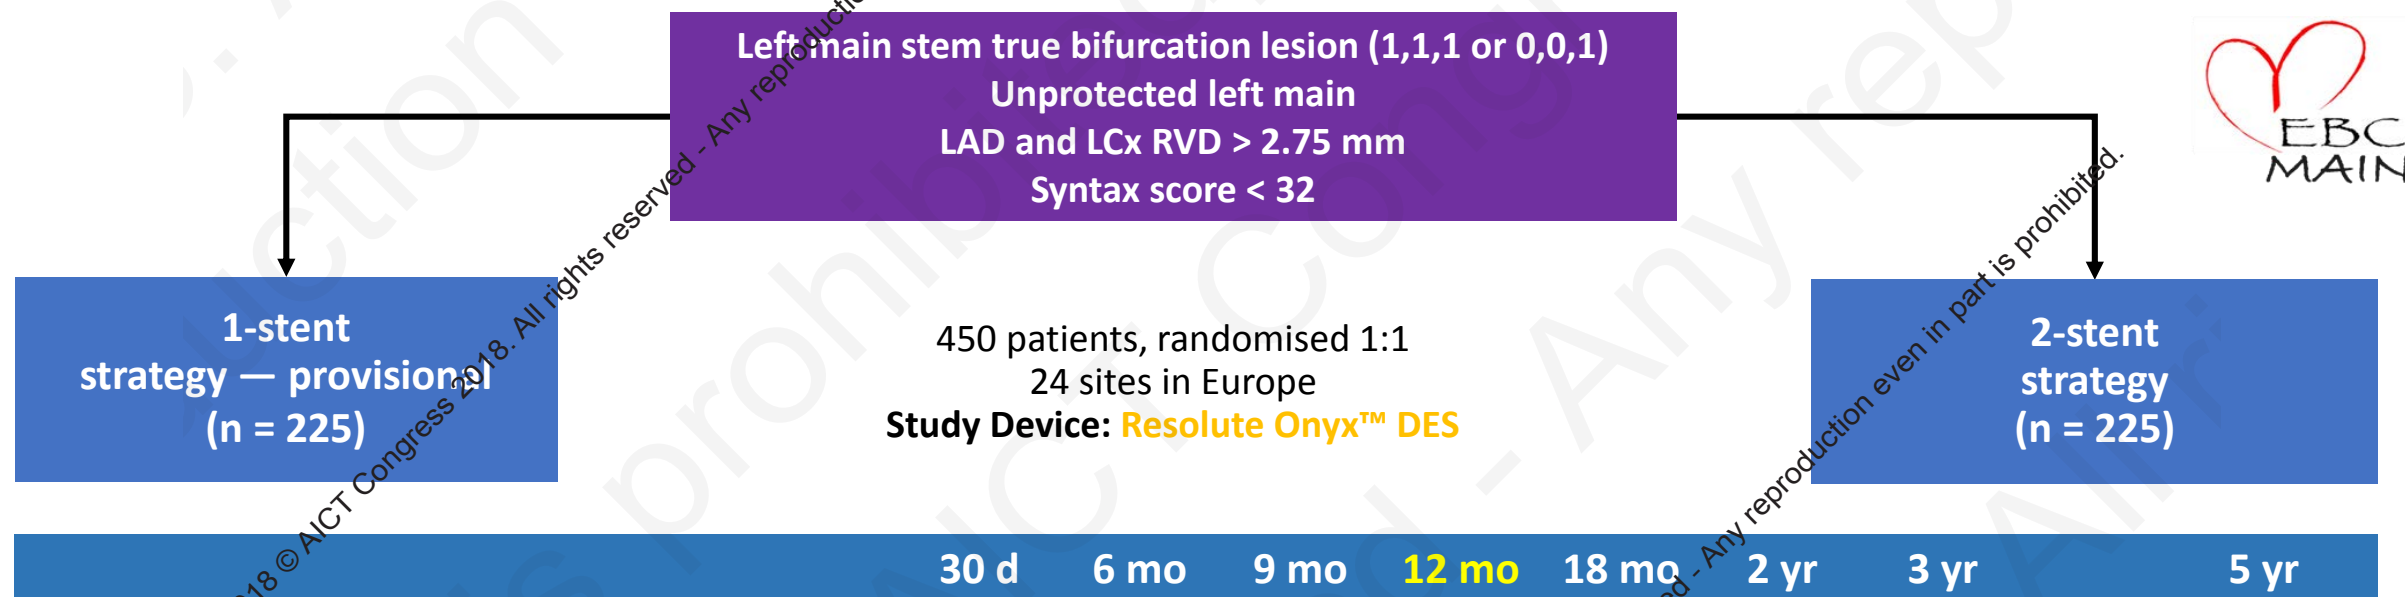 Left main stem true bifurcation lesion (1,1,1 or 0,0,1)
Unprotected left main
LAD and LCx RVD > 2.75 mm
Syntax score < 32
EBC
MAIN
1-stent
strategy — provisional
(n = 225)
450 patients, randomised 1:1
24 sites in Europe
Study Device: Resolute Onyx™ DES
2-stent
strategy
(n = 225)
30 d 6 mo 9 mo 12 mo 18 mo 2 yr 3 yr 5 yr
18 © AICT Congress 2018. All rights reserved - Any reproductio
ed - Any reproduction even in part is prohibited.